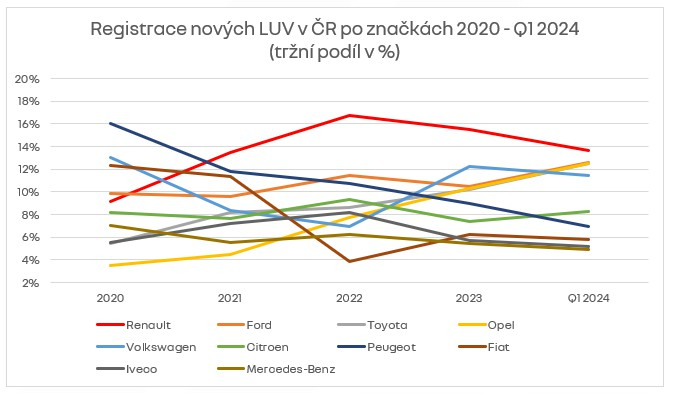 Registrace nových LUV v ČR po značkách 2020 - Q1 2024
(tržní podíl v %)
20%
18%
16%
14%
12%
10%
8%
6%
4%
2%
2020 2021 2022 2023 Q1 2024
Renault Ford Toyota Opel
Volkswagen Citroen Peugeot Fiat
Iveco Mercedes-Benz